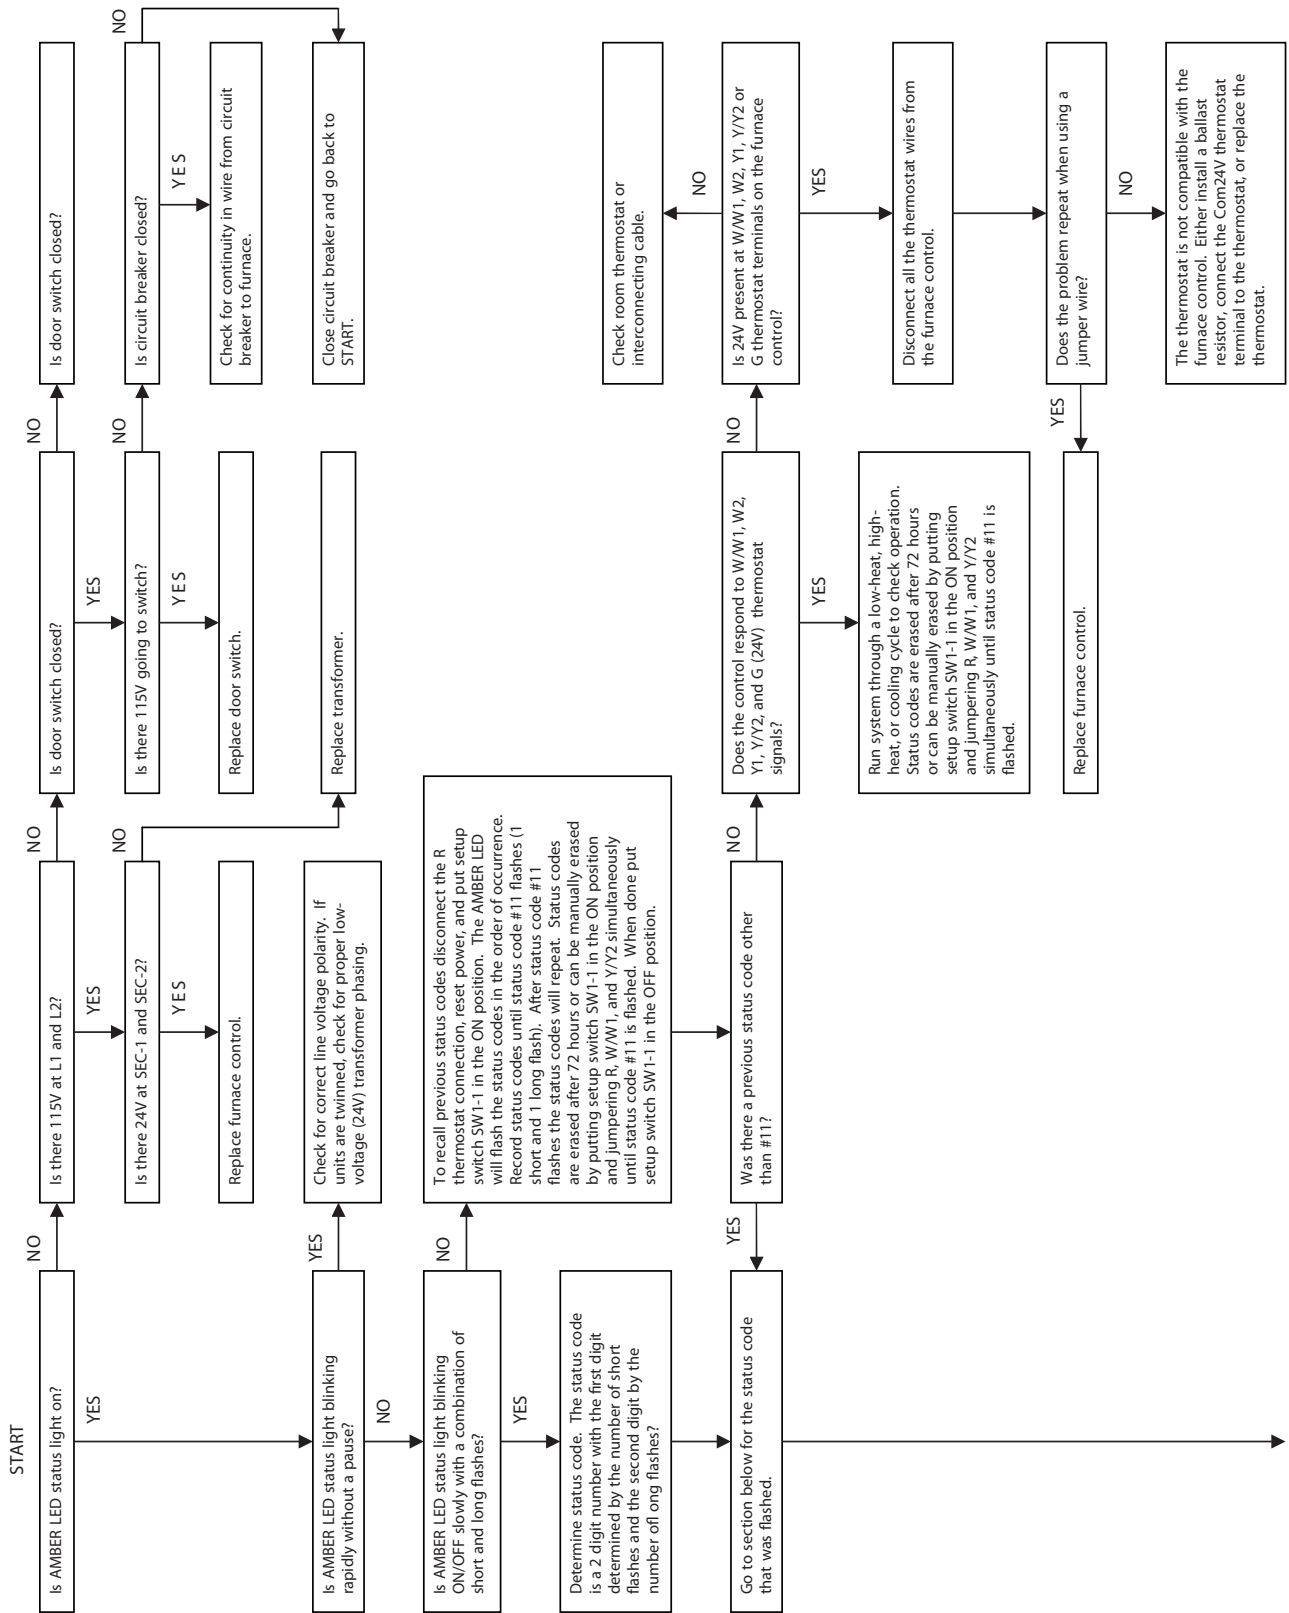 START
Is AMBER LED status light on?
NO
YES
Is there 115V at L1 and L2?
NO
YES
Is door switch closed?
NO
YES
Is door switch closed?
Is there 24V at SEC-1 and SEC-2?
NO
YES
Is there 115V going to switch?
NO
YES
Is circuit breaker closed?
NO
YES
Replace furnace control.
Replace door switch.
Check for continuity in wire from circuit
breaker to furnace.
Is AMBER LED status light blinking
rapidly without a pause?
YES
NO
Check for correct line voltage polarity. If
units are twinned, check for proper low-
voltage (24V) transformer phasing.
Replace transformer.
Close circuit breaker and go back to
START.
Is AMBER LED status light blinking
ON/OFF slowly with a combination of
short and long flashes?
NO
YES
To recall previous status codes disconnect the R
thermostat connection, reset power, and put setup
switch SW1-1 in the ON position. The AMBER LED
will flash the status codes in the order of occurrence.
Record status codes until status code #11 flashes (1
short and 1 long flash). After status code #11
flashes the status codes will repeat. Status codes
are erased after 72 hours or can be manually erased
by putting setup switch SW1-1 in the ON position
and jumpering R, W/W1, and Y/Y2 simultaneously
until status code #11 is flashed. When done put
setup switch SW1-1 in the OFF position.
Determine status code. The status code
is a 2 digit number with the first digit
determined by the number of short
flashes and the second digit by the
number ofl ong flashes?
Go to section below for the status code
that was flashed.
YES
Was there a previous status code other
than #11?
NO
Does the control respond to W/W1, W2,
Y1, Y/Y2, and G (24V) thermostat
signals?
NO
YES
Is 24V present at W/W1, W2, Y1, Y/Y2 or
G thermostat terminals on the furnace
control?
NO
YES
Check room thermostat or
interconnecting cable.
Run system through a low-heat, high-
heat, or cooling cycle to check operation.
Status codes are erased after 72 hours
or can be manually erased by putting
setup switch SW1-1 in the ON position
and jumpering R, W/W1, and Y/Y2
simultaneously until status code #11 is
flashed.
Disconnect all the thermostat wires from
the furnace control.
Does the problem repeat when using a
jumper wire?
YES
NO
Replace furnace control.
The thermostat is not compatible with the
furnace control. Either install a ballast
resistor, connect the Com24V thermostat
terminal to the thermostat, or replace the
thermostat.